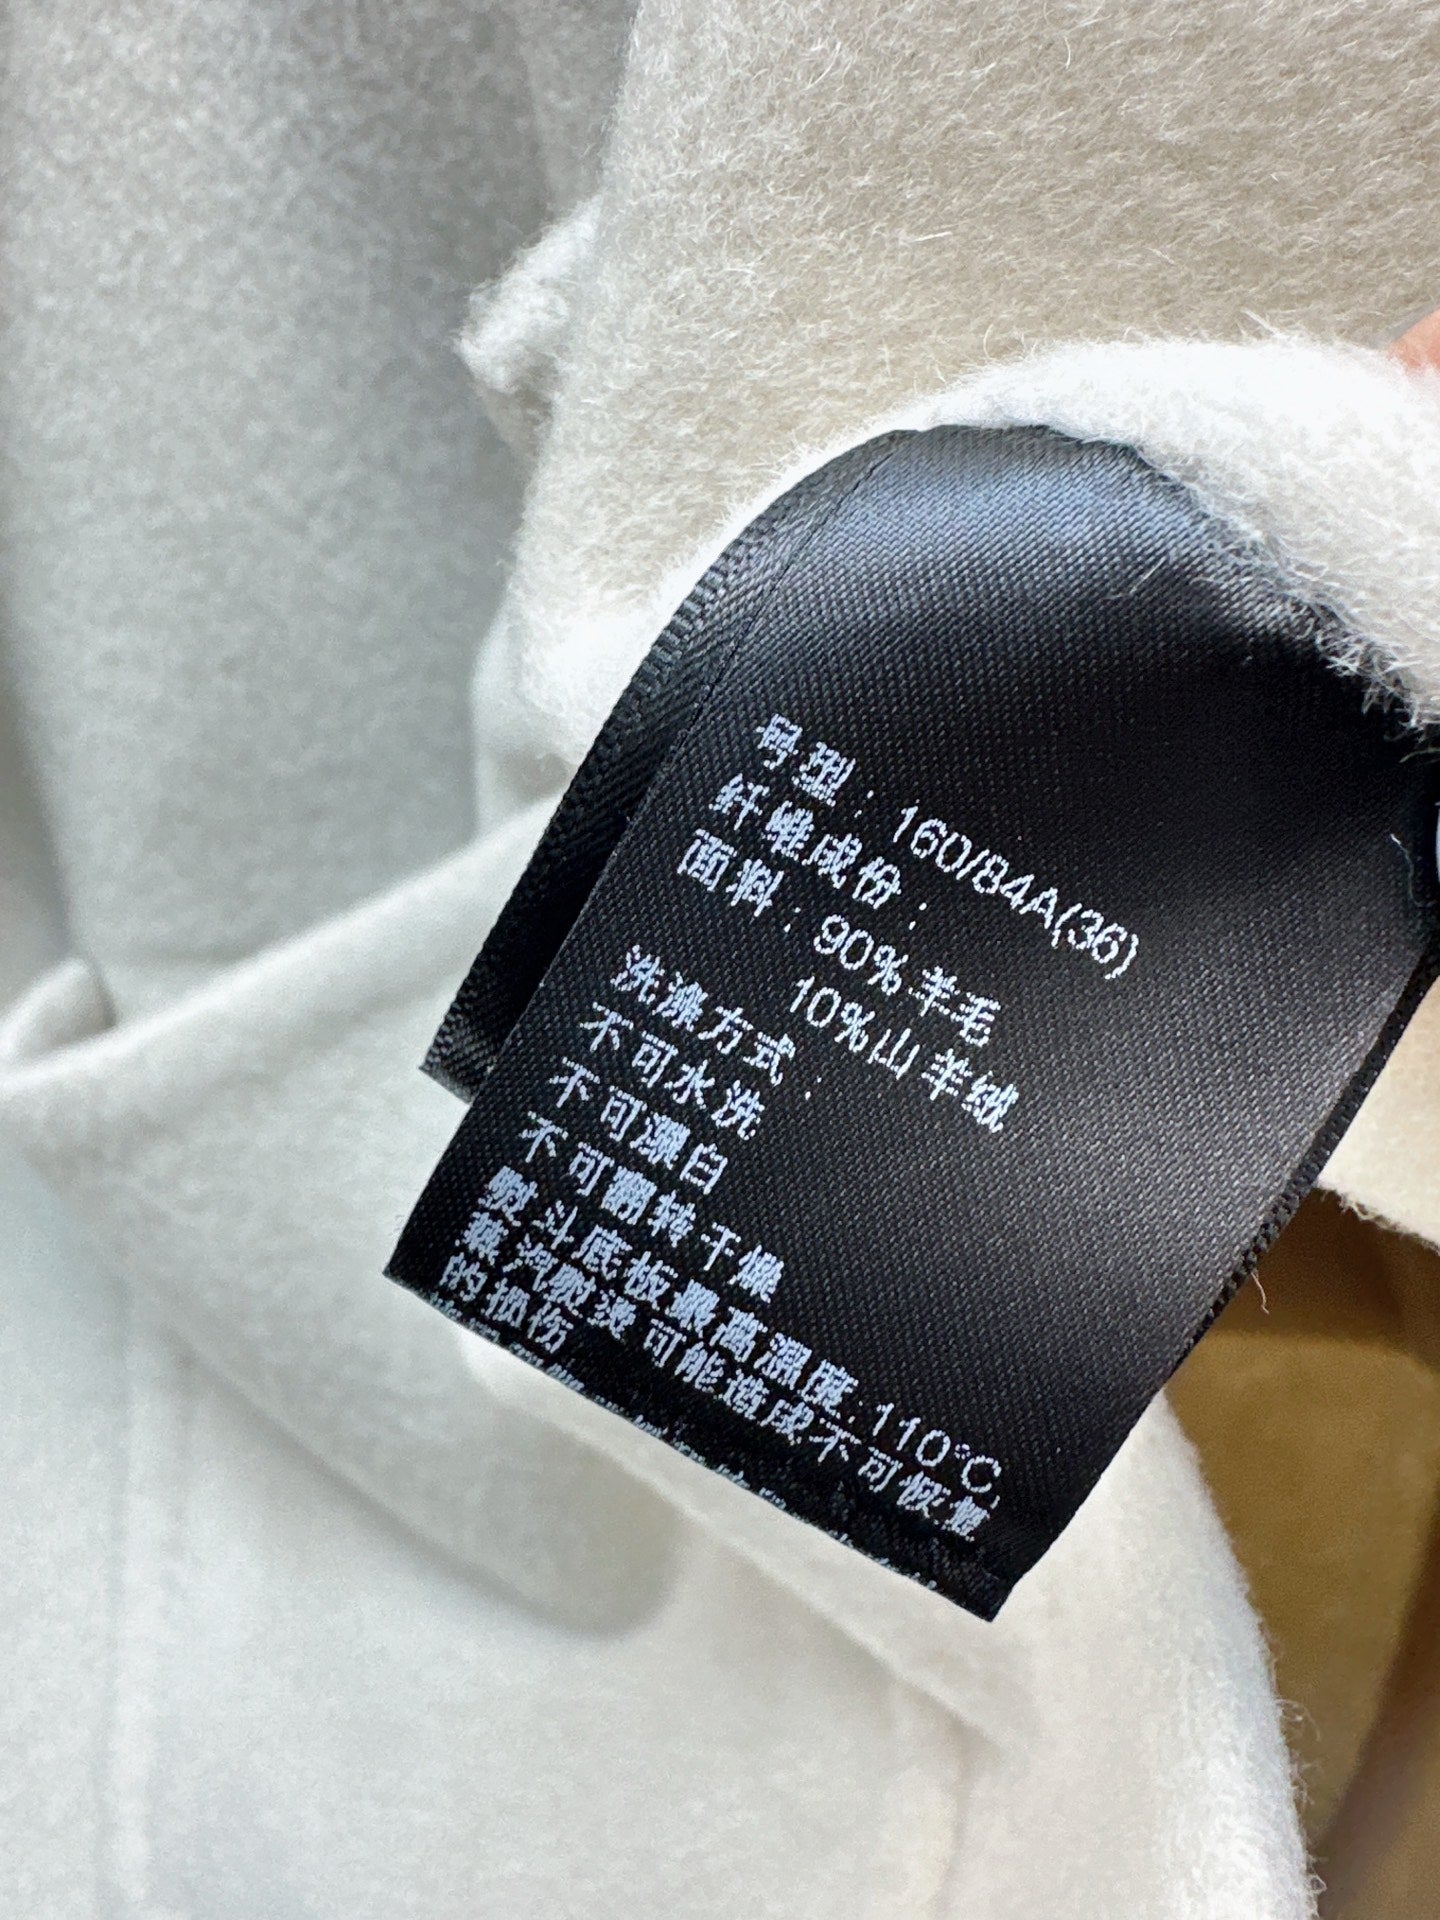 号型：160/84A(36)
纤维成份：
面料：90%羊毛
10%山羊绒
洗涤方式：
不可水洗
不可漂白
不可翻转干燥
熨斗底板最高温度：110℃,
蒸汽熨烫可能造成不可恢复
的损伤